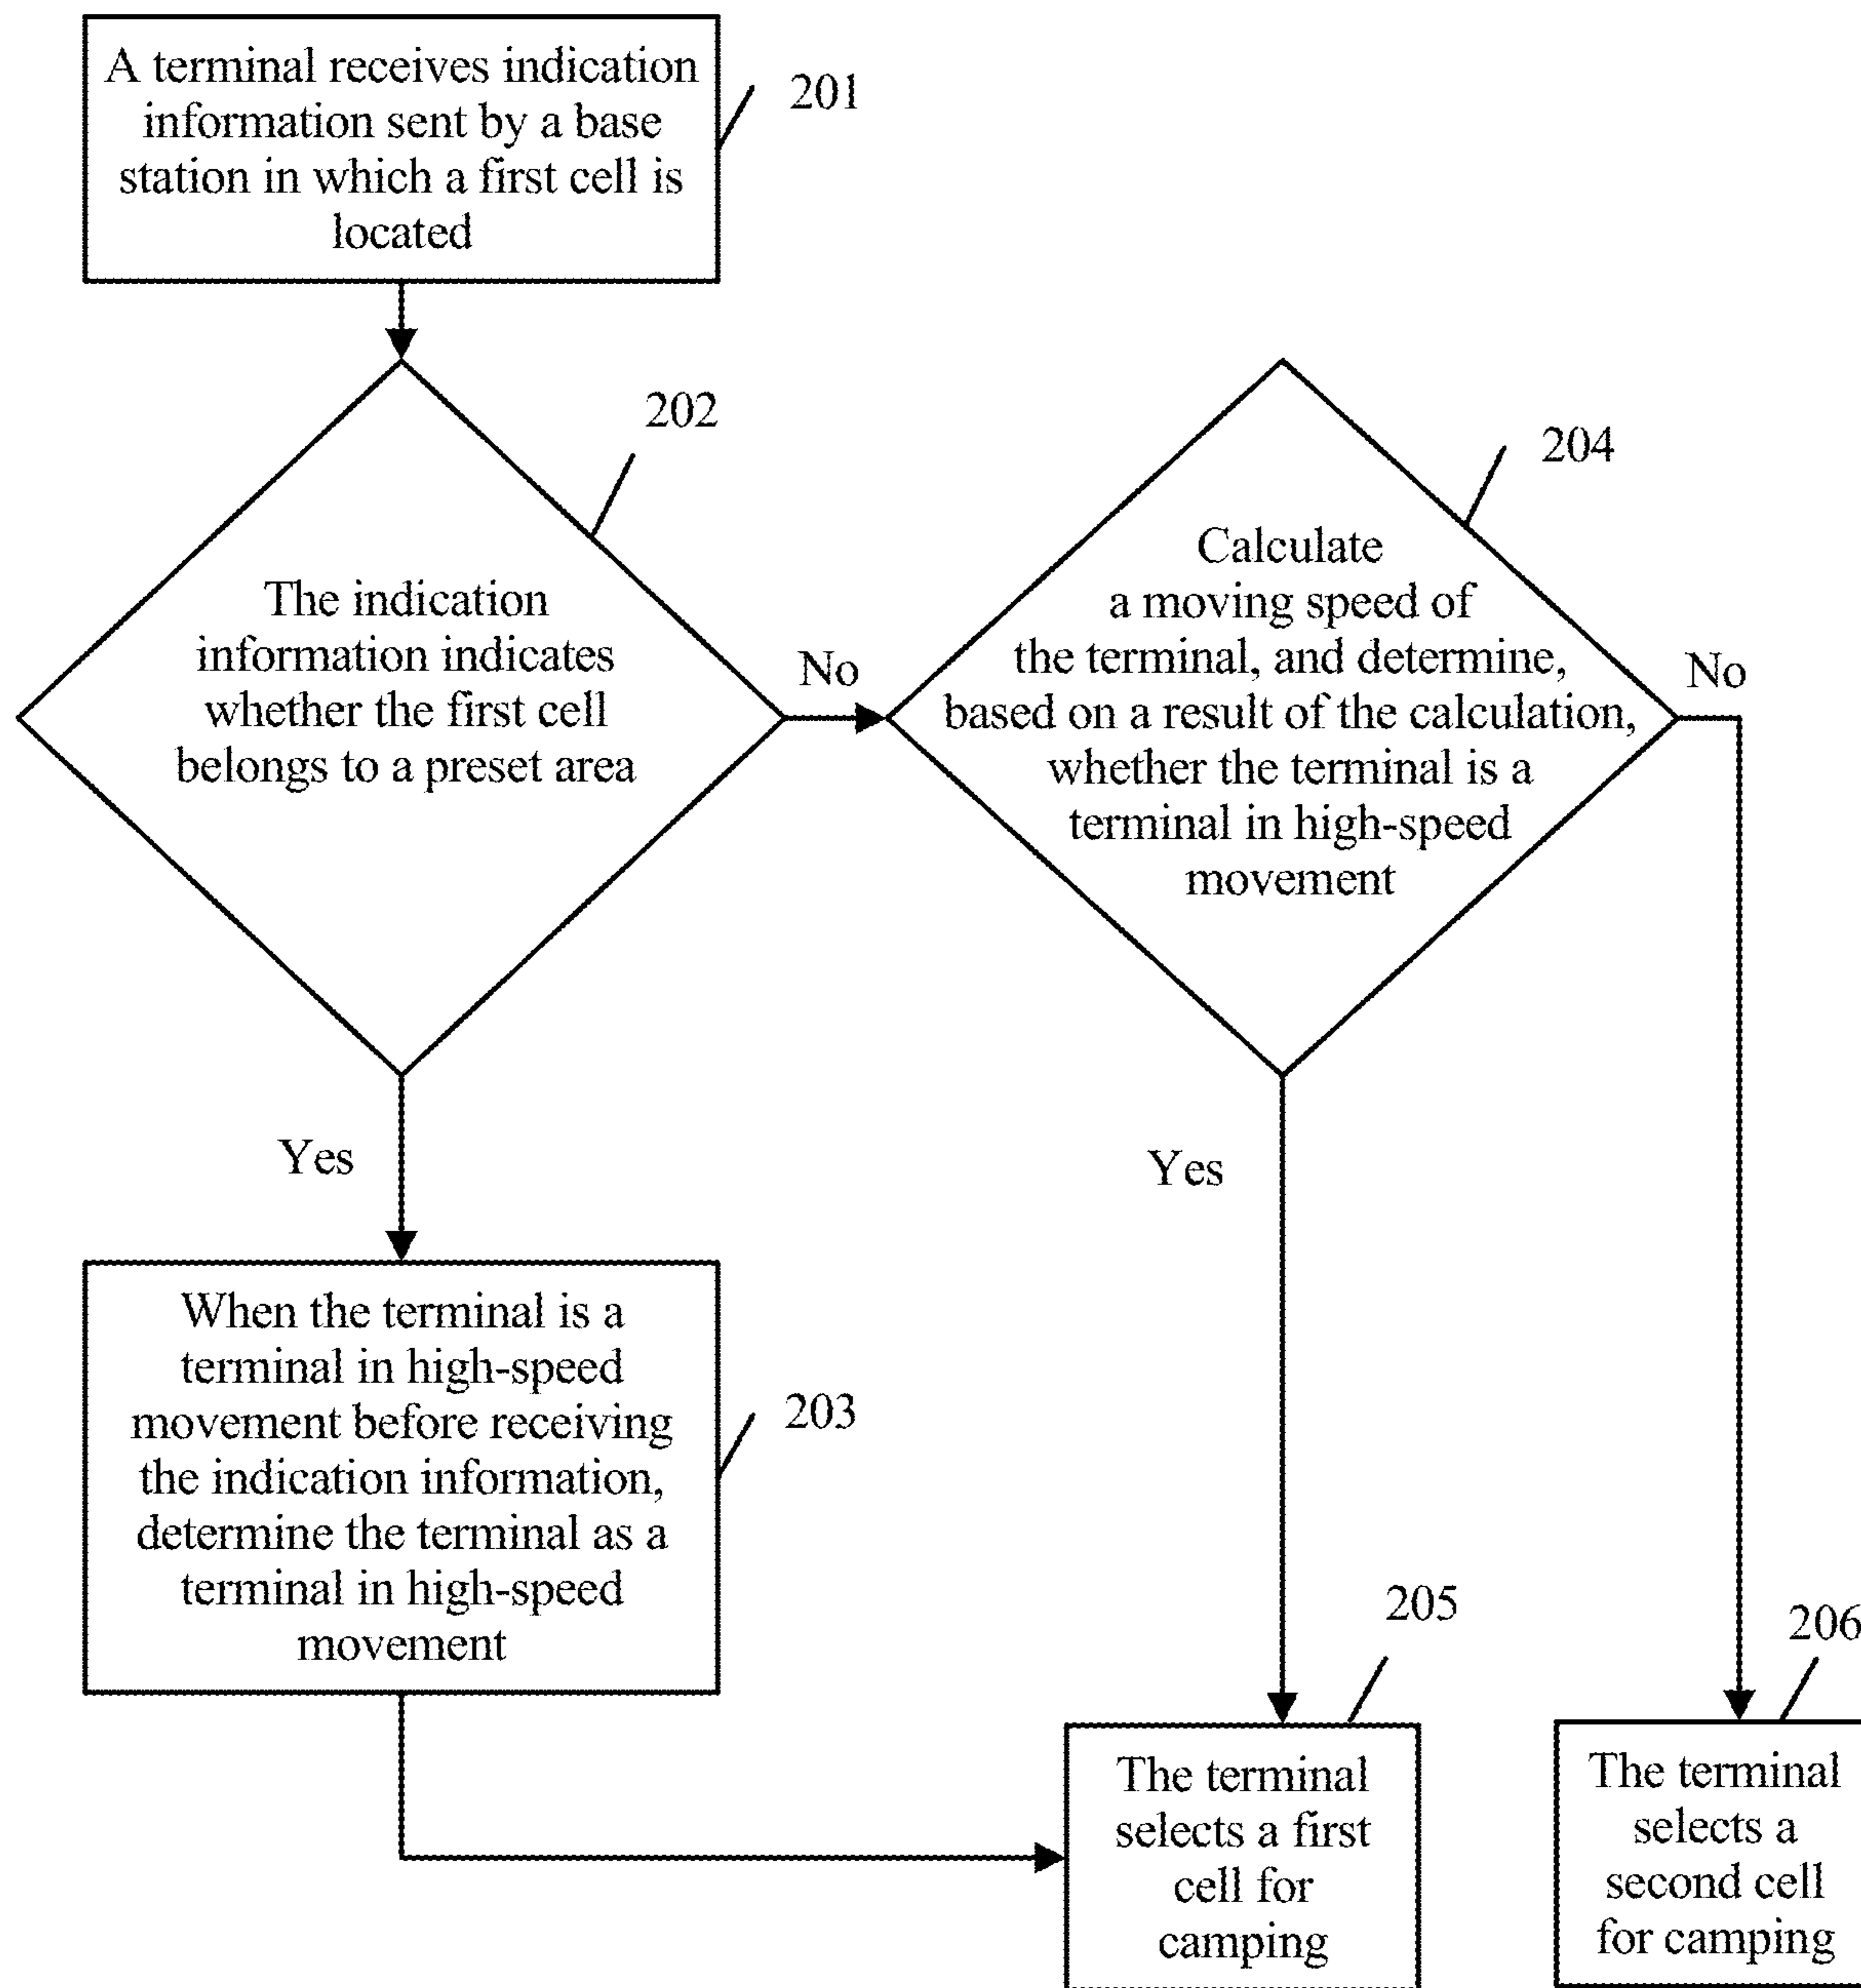 A terminal receives indication
information sent by a base
station in which a first cell is
located
201
202
The indication
information indicates
whether the first cell
belongs to a preset area
No
204
Calculate
a moving speed of
the terminal, and determine,
based on a result of the calculation,
whether the terminal is a
terminal in high-speed
movement
No
Yes
Yes
When the terminal is a
terminal in high-speed
movement before receiving
the indication information,
determine the terminal as a
terminal in high-speed
movement
203
205
The terminal
selects a first
cell for
camping
206
The terminal
selects a
second cell
for camping